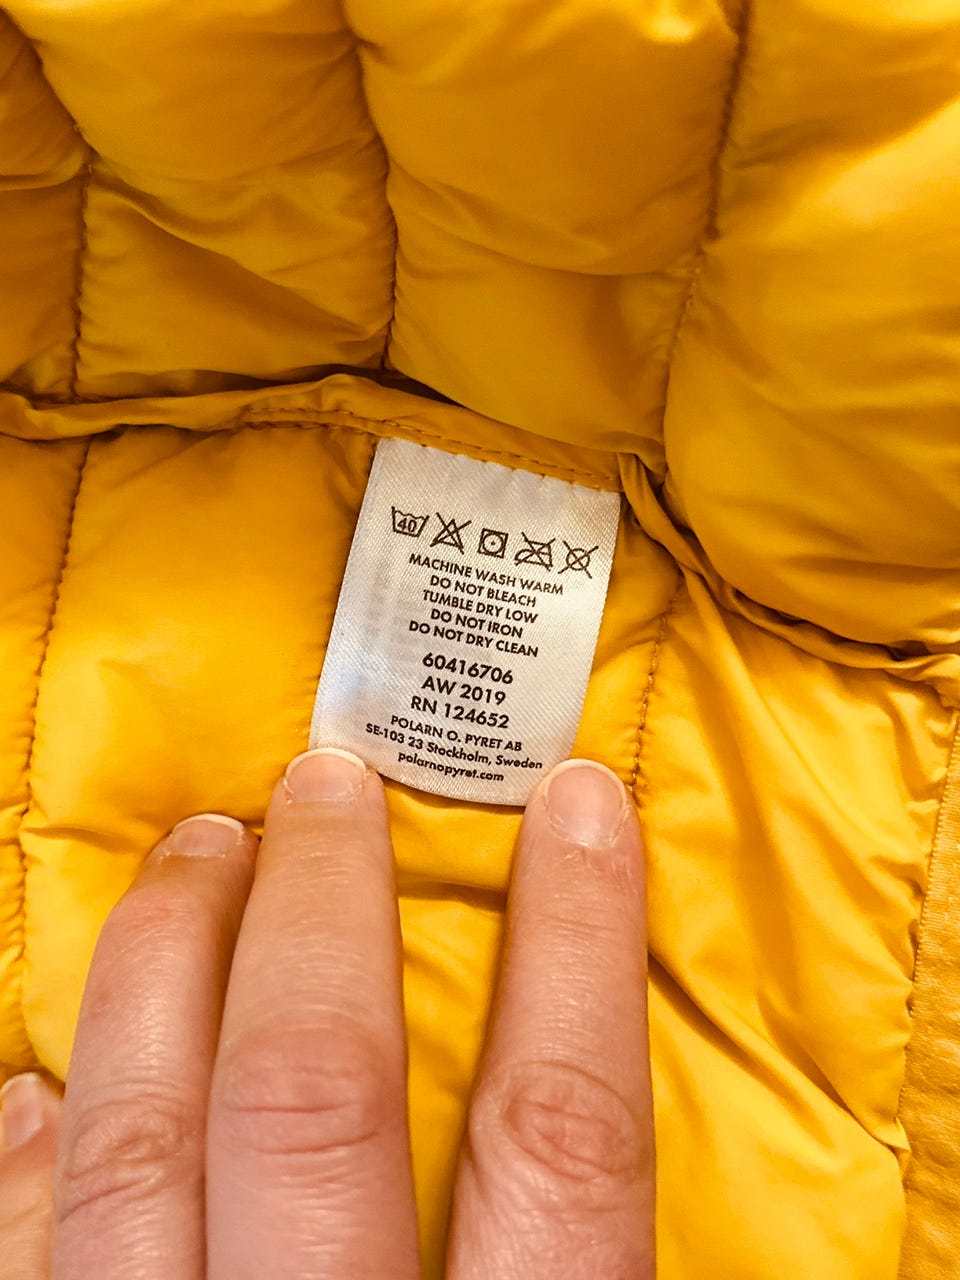 40
MACHINE WASH WARM
DO NOT BLEACH
TUMBLE DRY LOW
DO NOT IRON
DO NOT DRY CLEAN
60416706
AW 2019
RN 124652
POLARN O. PYRET AB
SE-103 23 Stockholm, Sweden
polarnopyret.com